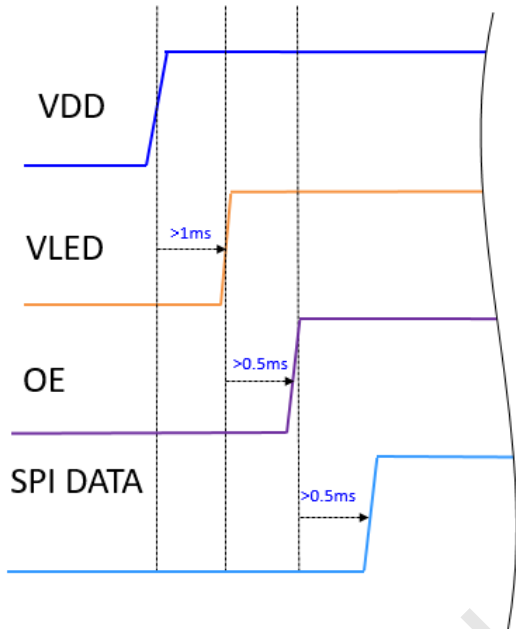 VDD
>1ms
VLED
>0.5ms
OE
SPI DATA
>0.5ms